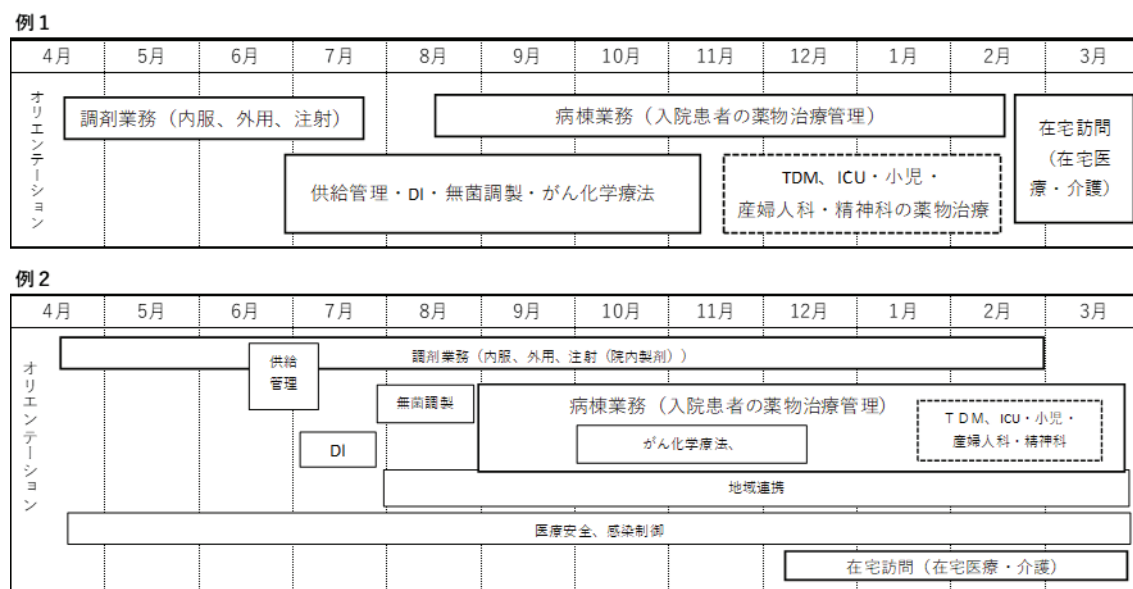 例1
4月 5月 6月 7月 8月 9月 10月 11月 12月 1月 2月 3月
オリエンテーション
調剤業務（内服、外用、注射）
病棟業務（入院患者の薬物治療管理）
在宅訪問
（在宅医
療・介護）
供給管理・DI・無菌調製・がん化学療法
TDM、ICU・小児・
産婦人科・精神科の薬物治療
例2
4月 5月 6月 7月 8月 9月 10月 11月 12月 1月 2月 3月
オリエンテーション
調剤業務（内服、外用、注射（院内製剤））
供給
管理
無菌調製
病棟業務（入院患者の薬物治療管理）
TDM、ICU・小児・
産婦人科・精神科
DI
がん化学療法、
地域連携
医療安全、感染制御
在宅訪問（在宅医療・介護）